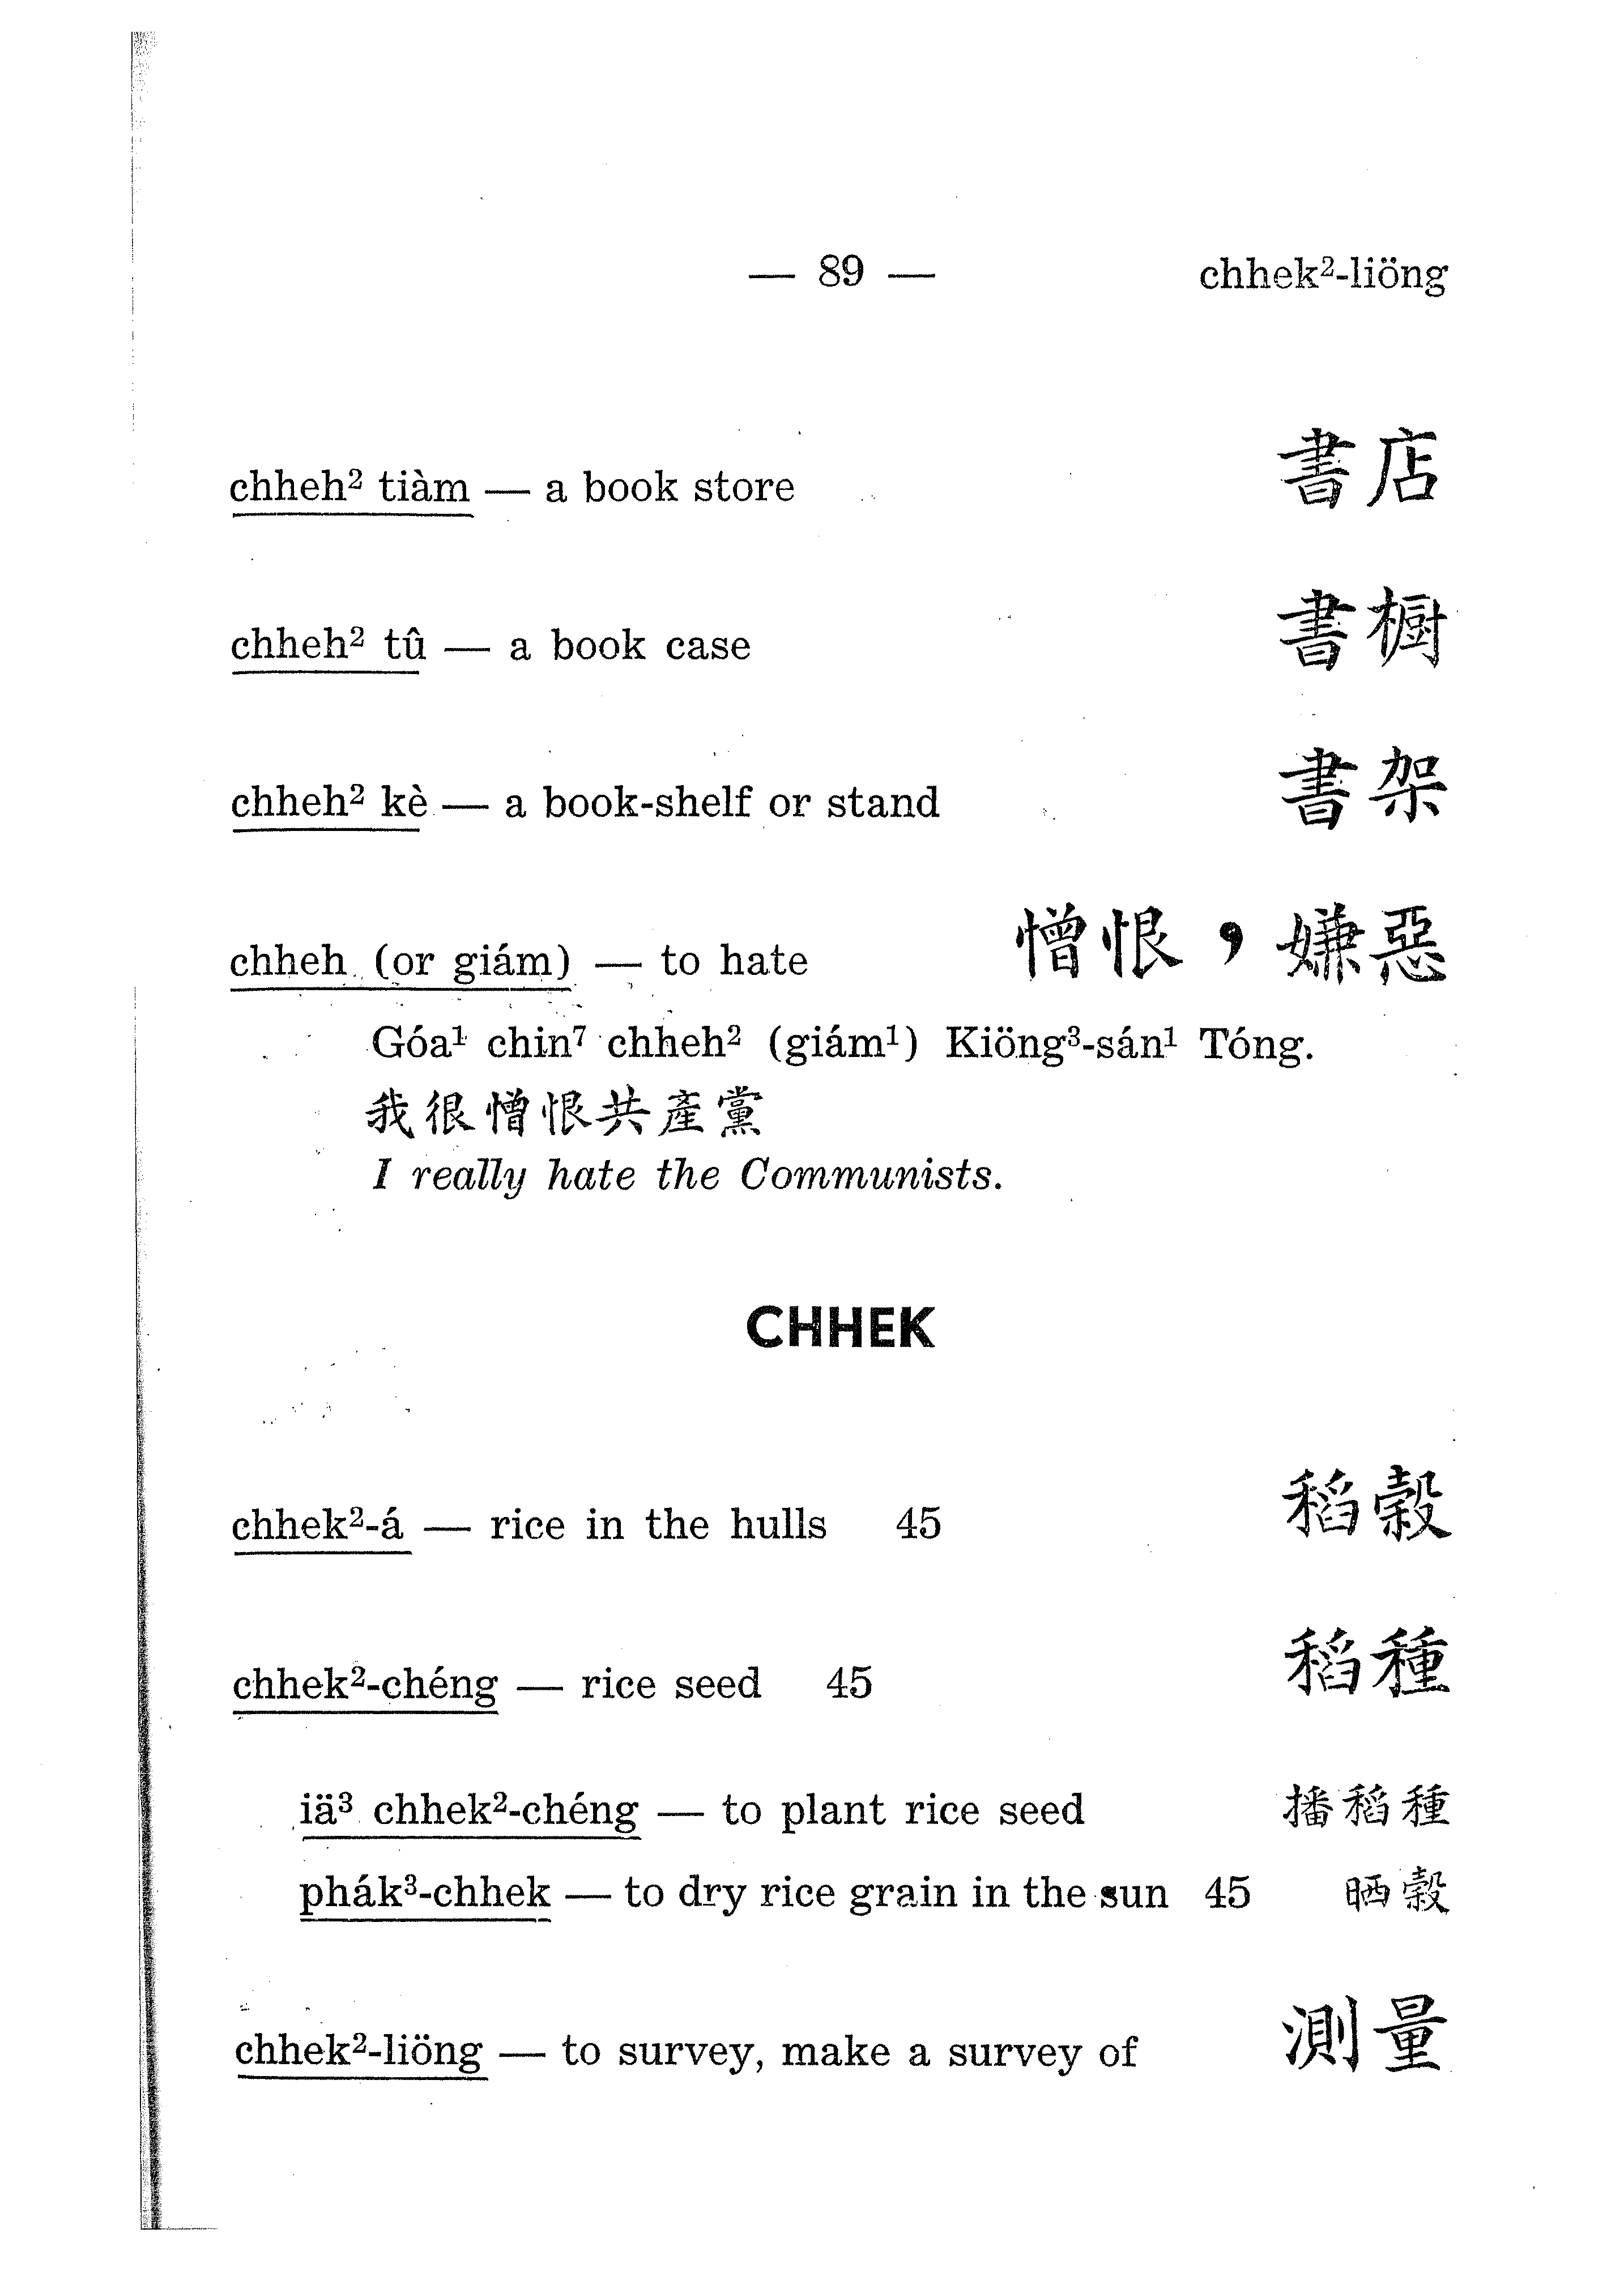 — 89 — chhek²-liöng
chheh² tiàm — a book store 書店
chheh² tû — a book case 書橱
chheh² kè — a book-shelf or stand 書架
chheh (or giám) — to hate 憎恨，嫌惡
Góa¹ chin⁷ chheh² (giám¹) Kiöng³-sán¹ Tóng.
我很憎恨共產黨
I really hate the Communists.
CHHEK
chhek²-á — rice in the hulls 45 稻穀
chhek²-chéng — rice seed 45 稻種
iä³ chhek²-chéng — to plant rice seed 播稻種
phák³-chhek — to dry rice grain in the sun 45 晒穀
chhek²-liöng — to survey, make a survey of 測量